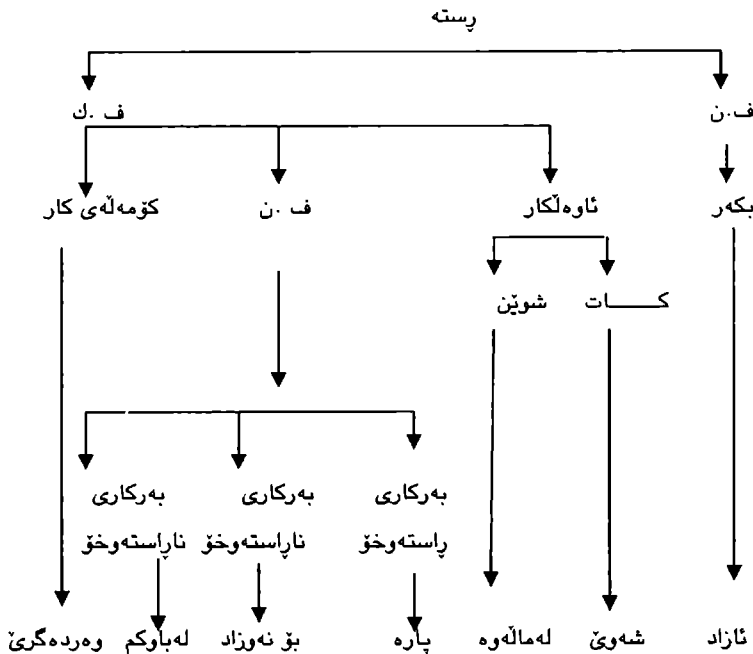 ڕستە
ف.ن ف .ك
بکەر ئاوەڵکار ف .ن کۆمەڵەی کار
کـــــات شوێن
بەرکاری بەرکاری بەرکاری
ڕاستەوخۆ ناڕاستەوخۆ ناڕاستەوخۆ
ئازاد شەوێ لەماڵەوە پارە بۆ نەوزاد لەباوکم وەردەگرێ